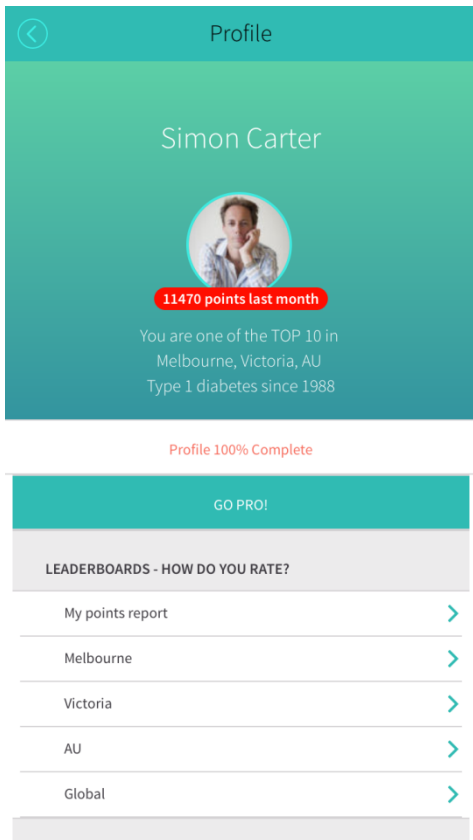 Profile
Simon Carter
11470 points last month
You are one of the TOP 10 in
Melbourne, Victoria, AU
Type 1 diabetes since 1988
Profile 100% Complete
GO PRO!
LEADERBOARDS - HOW DO YOU RATE?
My points report
Melbourne
Victoria
AU
Global